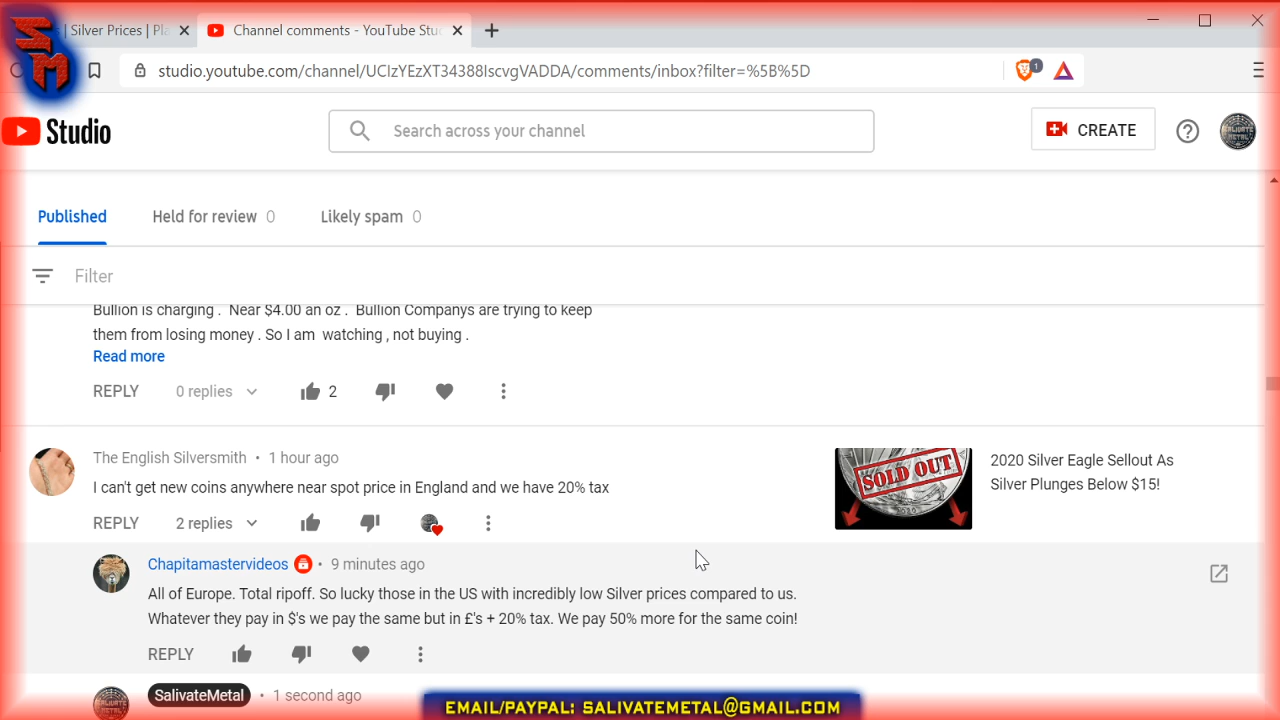 SM
| Silver Prices | Pla
Channel comments - YouTube Stu
studio.youtube.com/channel/UCIzYEzXT34388IscvgVADDA/comments/inbox?filter=%5B%5D
1
Studio
Search across your channel
CREATE
Published
Held for review 0
Likely spam 0
Filter
Bullion is charging . Near $4.00 an oz . Bullion Companys are trying to keep
them from losing money . So I am watching , not buying .
Read more
REPLY 0 replies 2
The English Silversmith • 1 hour ago
I can't get new coins anywhere near spot price in England and we have 20% tax
REPLY 2 replies
SOLD OUT
2020
2020 Silver Eagle Sellout As
Silver Plunges Below $15!
Chapitamastervideos • 9 minutes ago
All of Europe. Total ripoff. So lucky those in the US with incredibly low Silver prices compared to us.
Whatever they pay in $'s we pay the same but in £'s + 20% tax. We pay 50% more for the same coin!
REPLY
SalivateMetal • 1 second ago
EMAIL/PAYPAL: SALIVATEMETAL@GMAIL.COM